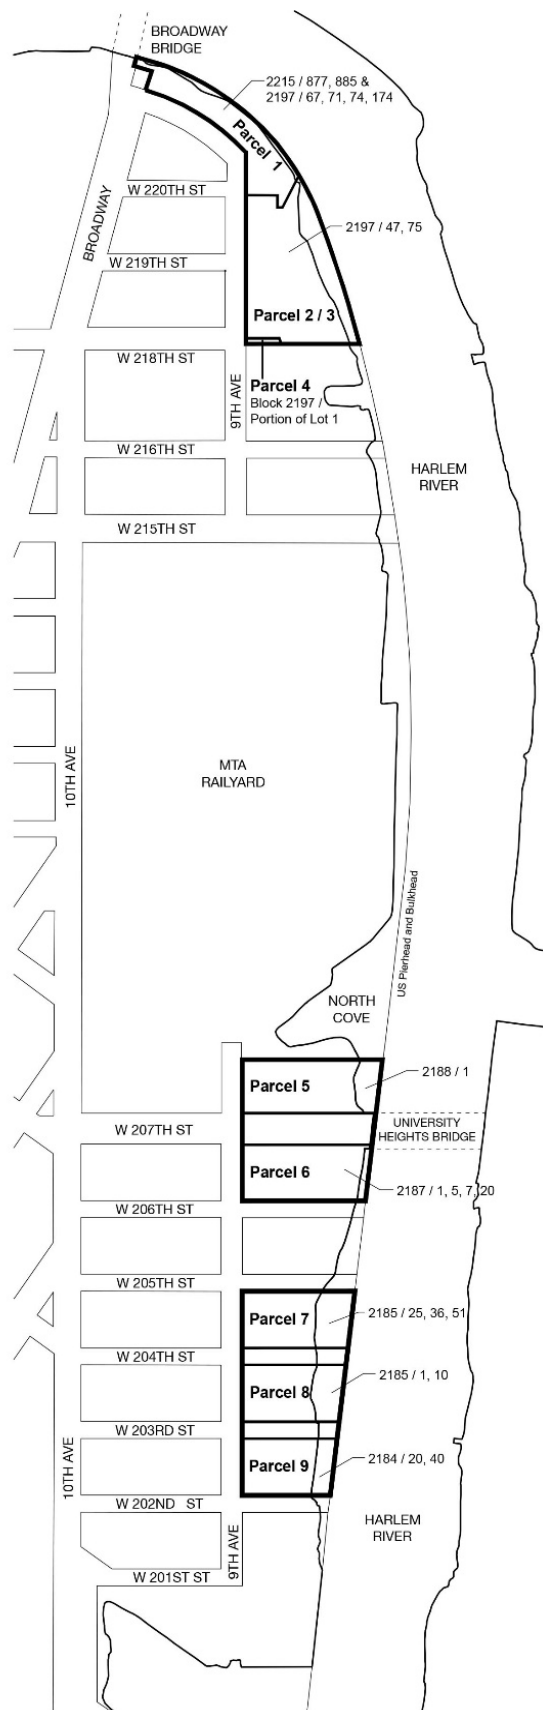 BROADWAY
BRIDGE
2215 / 877, 885 &
2197 / 67, 71, 74, 174
Parcel 1
W 220TH ST
BROADWAY
2197 / 47, 75
W 219TH ST
Parcel 2 / 3
W 218TH ST
9TH AVE
Parcel 4
Block 2197 /
Portion of Lot 1
W 216TH ST
HARLEM
RIVER
W 215TH ST
10TH AVE
MTA
RAILYARD
US Pierhead and Bulkhead
NORTH
COVE
Parcel 5
2188 / 1
W 207TH ST
UNIVERSITY
HEIGHTS BRIDGE
Parcel 6
2187 / 1, 5, 7, 20
W 206TH ST
W 205TH ST
Parcel 7
2185 / 25, 36, 51
W 204TH ST
Parcel 8
2185 / 1, 10
W 203RD ST
10TH AVE
Parcel 9
2184 / 20, 40
W 202ND ST
9TH AVE
HARLEM
RIVER
W 201ST ST